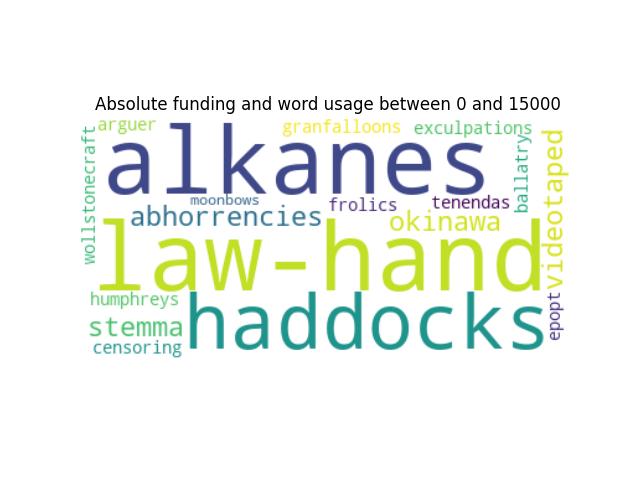 Absolute funding and word usage between 0 and 15000
wollstonecraft
arguer
granfalloons
exculpations
alkanes
ballatry
videotaped
moonbows
frolics
tenendas
abhorrencies
okinawa
law-hand
humphreys
haddocks
epopt
stemma
censoring